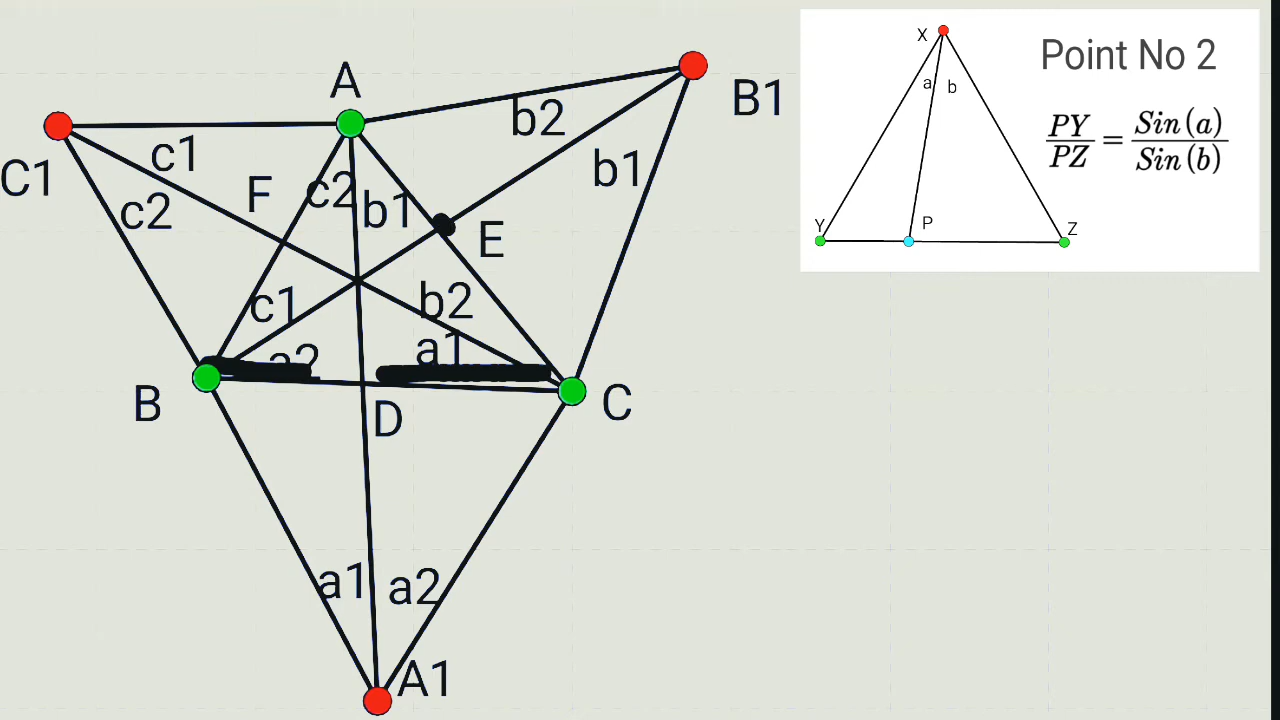 A
B1
C1
c1
c2
F
c2
b1
b2
b1
E
c1
b2
a2
a1
B
D
C
a1
a2
A1
X
a b
Y
P
Z
Point No 2
PY/PZ = Sin(a)/Sin(b)